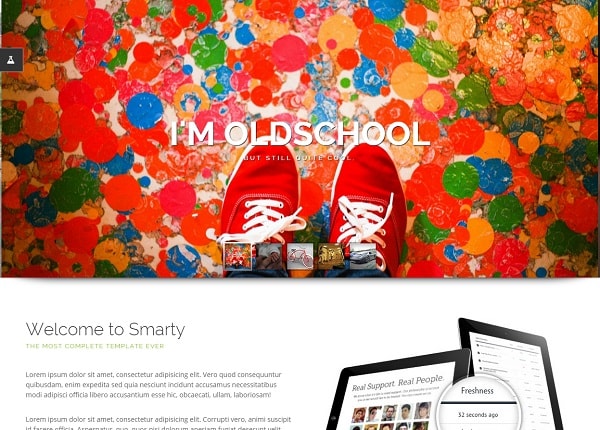 I'M OLDSCHOOL
BUT STILL QUITE COOL.
Welcome to Smarty
THE MOST COMPLETE TEMPLATE EVER
Lorem ipsum dolor sit amet, consectetur adipisicing elit. Vero quod consequuntur
quibusdam, enim expedita sed quia nesciunt incidunt accusamus necessitatibus
modi adipisci officia libero accusantium esse hic, obcaecati, ullam, laboriosam!
Lorem ipsum dolor sit amet, consectetur adipisicing elit. Corrupti vero, animi suscipit
id facere officia. Aspernatur, quo, quos nisi dolorum aperiam fugiat deserunt velit
Real Support. Real People.
Freshness
52 seconds ago